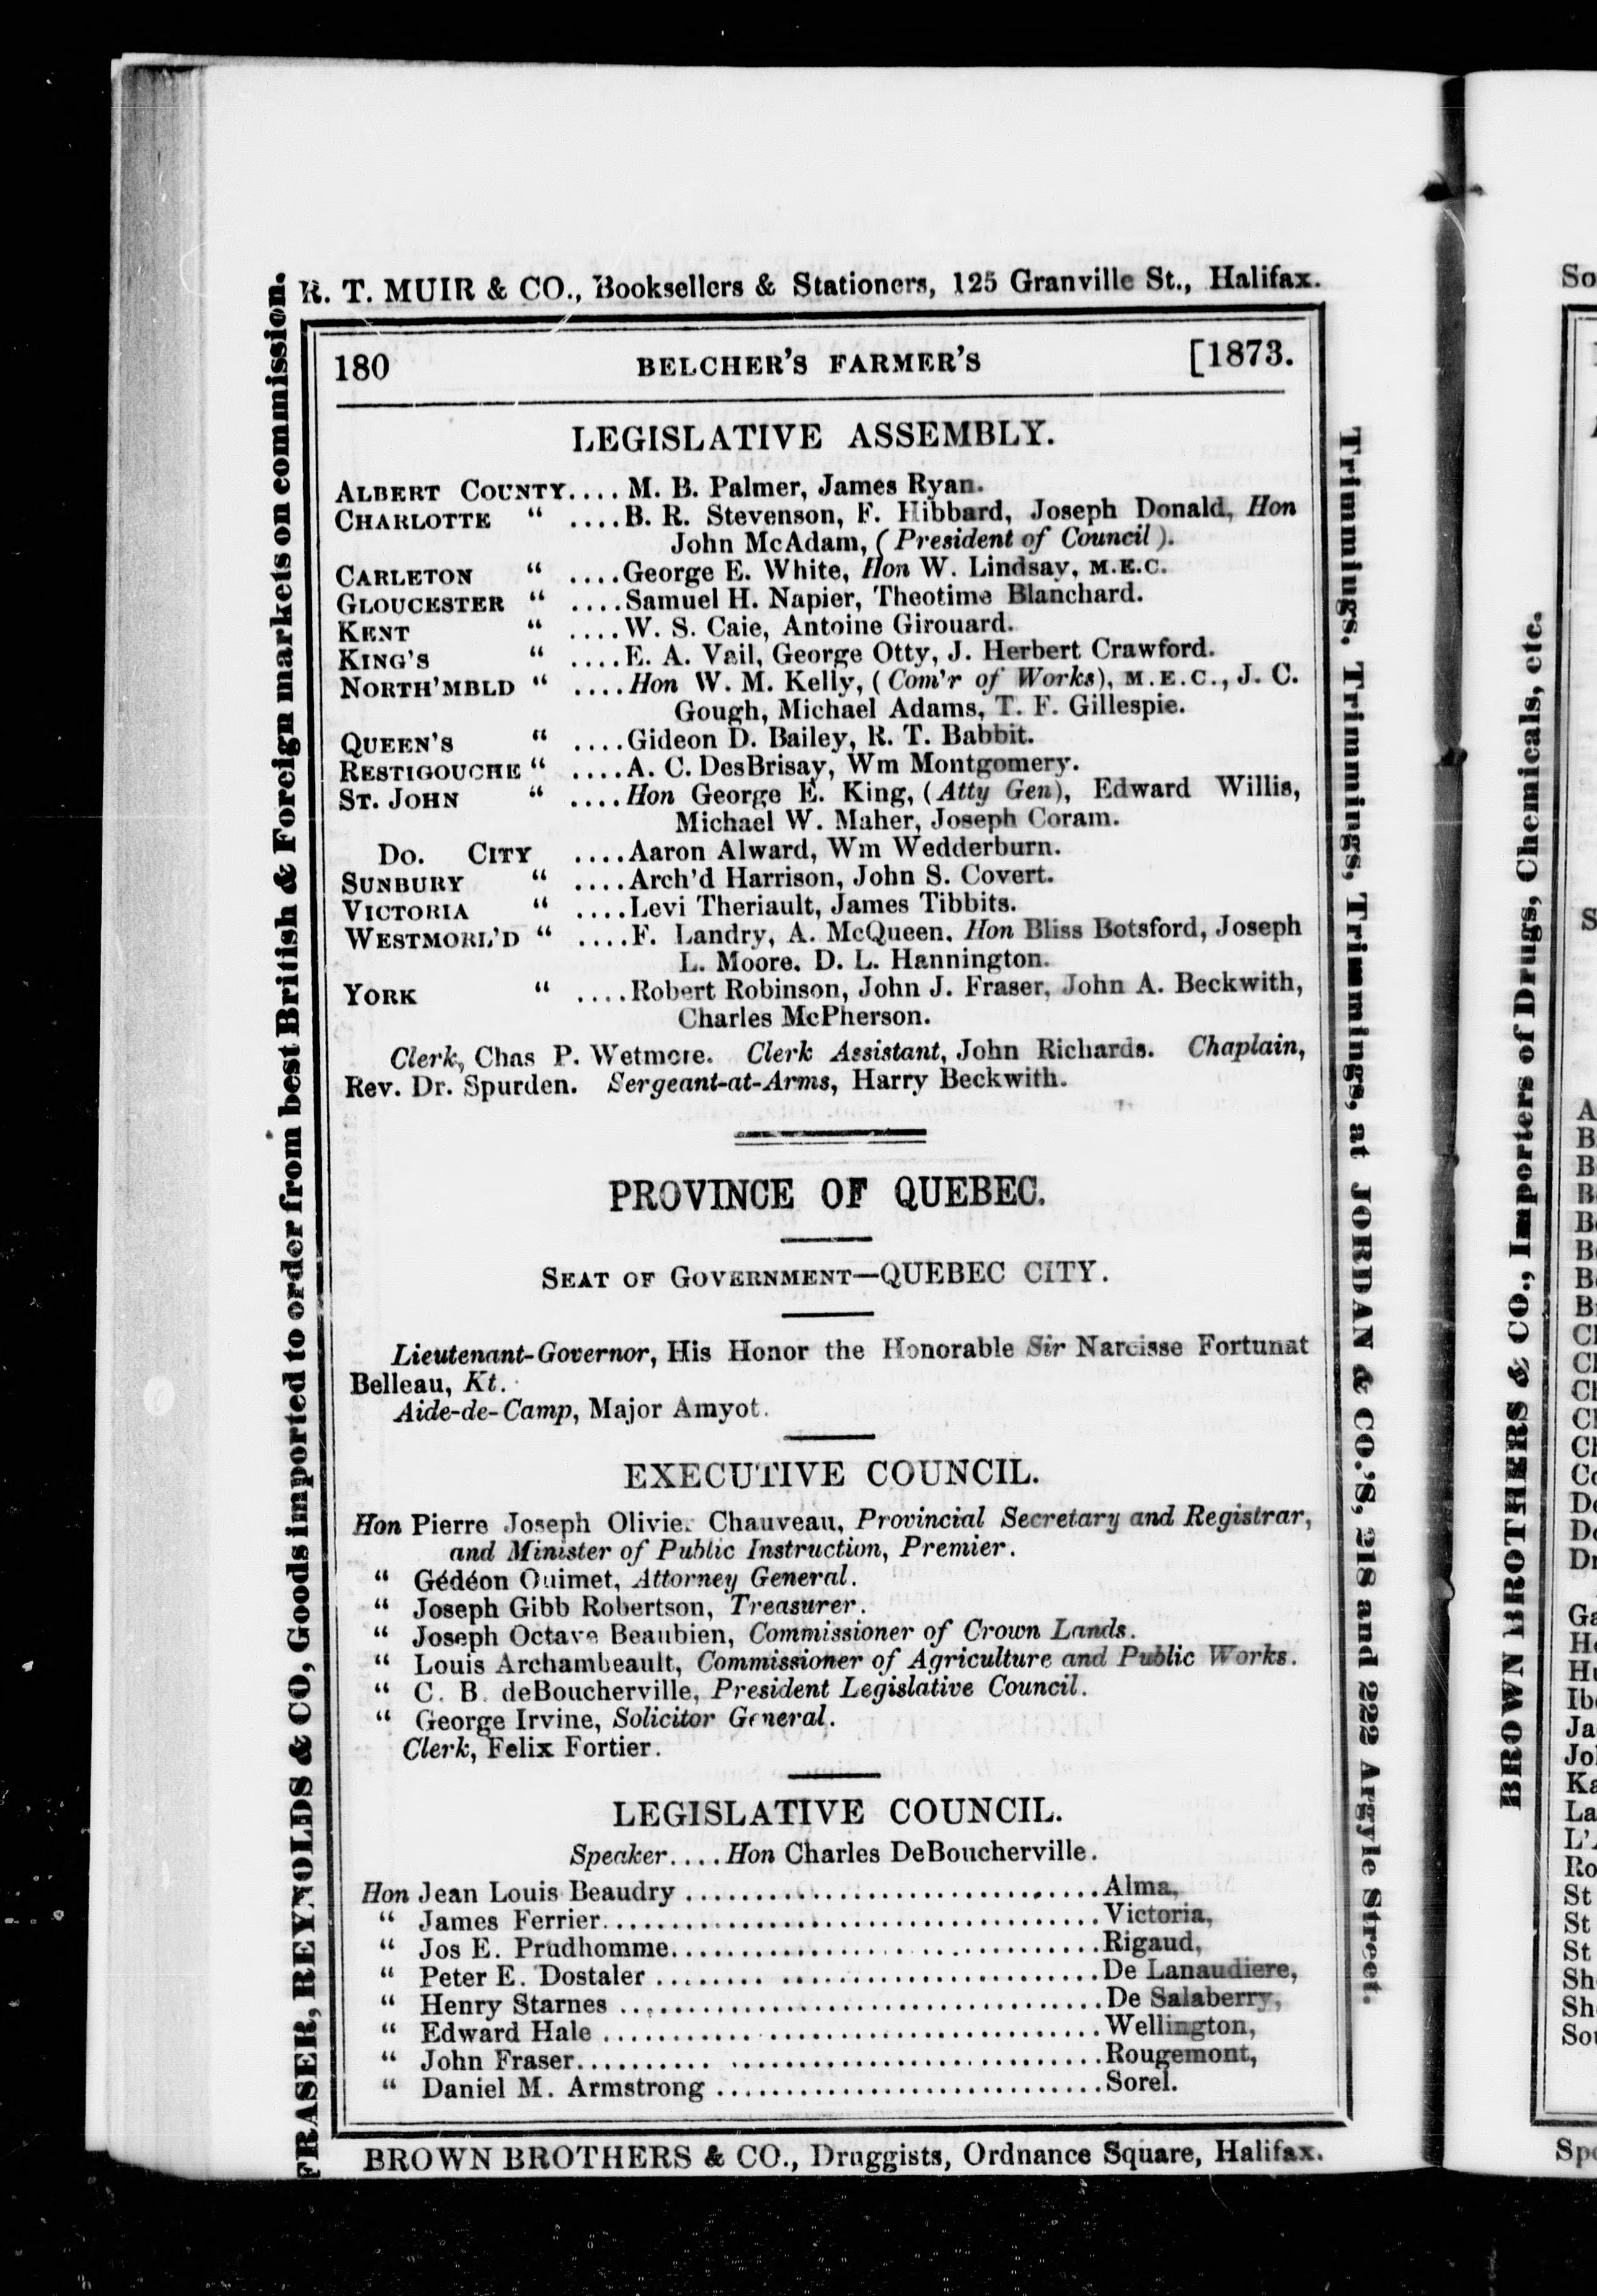 R. T. MUIR & CO., Booksellers & Stationers, 125 Granville St., Halifax.
180 BELCHER'S FARMER'S [1873.
LEGISLATIVE ASSEMBLY.
ALBERT COUNTY.... M. B. Palmer, James Ryan.
CHARLOTTE " ....B. R. Stevenson, F. Hibbard, Joseph Donald, Hon
John McAdam, (President of Council).
CARLETON " ....George E. White, Hon W. Lindsay, M.E.C.
GLOUCESTER " ....Samuel H. Napier, Theotime Blanchard.
KENT " ....W. S. Caie, Antoine Girouard.
KING'S " ....E. A. Vail, George Otty, J. Herbert Crawford.
NORTH'MBLD " ....Hon W. M. Kelly, (Com'r of Works), M.E.C., J. C.
Gough, Michael Adams, T. F. Gillespie.
QUEEN'S " ....Gideon D. Bailey, R. T. Babbit.
RESTIGOUCHE " ....A. C. DesBrisay, Wm Montgomery.
ST. JOHN " ....Hon George E. King, (Atty Gen), Edward Willis,
Michael W. Maher, Joseph Coram.
Do. CITY ....Aaron Alward, Wm Wedderburn.
SUNBURY " ....Arch'd Harrison, John S. Covert.
VICTORIA " ....Levi Theriault, James Tibbits.
WESTMORL'D " ....F. Landry, A. McQueen. Hon Bliss Botsford, Joseph
L. Moore. D. L. Hannington.
YORK " ....Robert Robinson, John J. Fraser, John A. Beckwith,
Charles McPherson.
Clerk, Chas P. Wetmore. Clerk Assistant, John Richards. Chaplain,
Rev. Dr. Spurden. Sergeant-at-Arms, Harry Beckwith.
PROVINCE OF QUEBEC.
SEAT OF GOVERNMENT—QUEBEC CITY.
Lieutenant-Governor, His Honor the Honorable Sir Narcisse Fortunat
Belleau, Kt.
Aide-de-Camp, Major Amyot.
EXECUTIVE COUNCIL.
Hon Pierre Joseph Olivier Chauveau, Provincial Secretary and Registrar,
and Minister of Public Instruction, Premier.
" Gédéon Ouimet, Attorney General.
" Joseph Gibb Robertson, Treasurer.
" Joseph Octave Beaubien, Commissioner of Crown Lands.
" Louis Archambeault, Commissioner of Agriculture and Public Works.
" C. B. deBoucherville, President Legislative Council.
" George Irvine, Solicitor General.
Clerk, Felix Fortier.
LEGISLATIVE COUNCIL.
Speaker....Hon Charles DeBoucherville.
Hon Jean Louis Beaudry ..............................Alma,
" James Ferrier....................................Victoria,
" Jos E. Prudhomme...............................Rigaud,
" Peter E. Dostaler ................................De Lanaudiere,
" Henry Starnes ...................................De Salaberry,
" Edward Hale ....................................Wellington,
" John Fraser......................................Rougemont,
" Daniel M. Armstrong ............................Sorel.
BROWN BROTHERS & CO., Druggists, Ordnance Square, Halifax.
FRASER, REYNOLDS & CO, Goods imported to order from best British & Foreign markets on commission.
Trimmings. Trimmings, Trimmings, at JORDAN & CO.'S, 218 and 222 Argyle Street.
BROWN BROTHERS & CO., Importers of Drugs, Chemicals, etc.